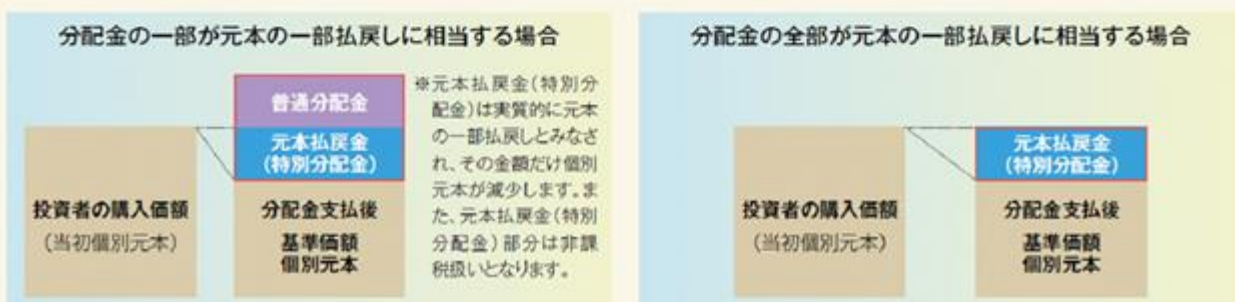 分配金の一部が元本の一部払戻しに相当する場合
普通分配金
元本払戻金
(特別分配金)
投資者の購入価額
(当初個別元本)
分配金支払後
基準価額
個別元本
※元本払戻金(特別分
配金)は実質的に元本
の一部払戻しとみなさ
れ、その金額だけ個別
元本が減少します。ま
た、元本払戻金(特別
分配金)部分は非課
税扱いとなります。
分配金の全部が元本の一部払戻しに相当する場合
元本払戻金
(特別分配金)
投資者の購入価額
(当初個別元本)
分配金支払後
基準価額
個別元本